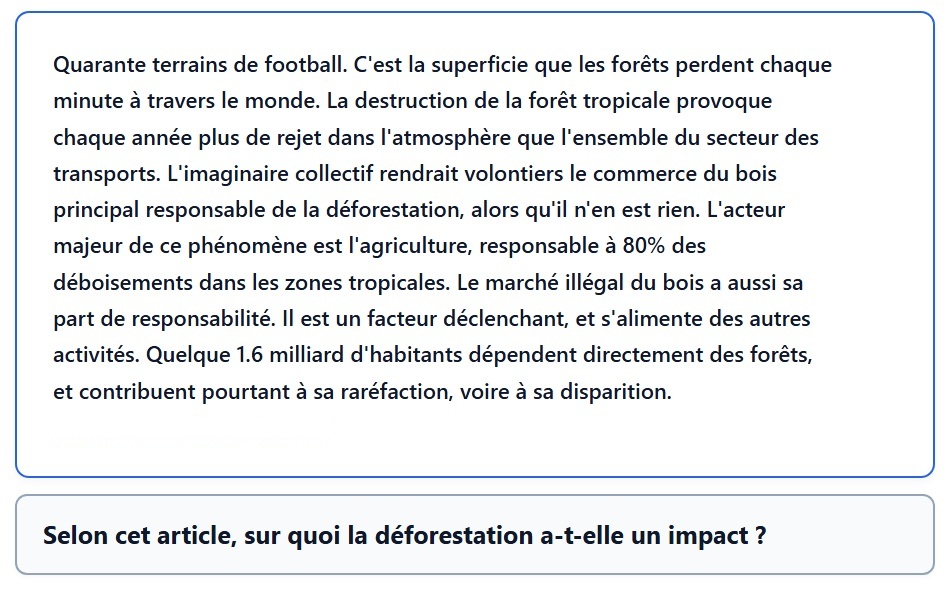 Quarante terrains de football. C'est la superficie que les forêts perdent chaque
minute à travers le monde. La destruction de la forêt tropicale provoque
chaque année plus de rejet dans l'atmosphère que l'ensemble du secteur des
transports. L'imaginaire collectif rendrait volontiers le commerce du bois
principal responsable de la déforestation, alors qu'il n'en est rien. L'acteur
majeur de ce phénomène est l'agriculture, responsable à 80% des
déboisements dans les zones tropicales. Le marché illégal du bois a aussi sa
part de responsabilité. Il est un facteur déclenchant, et s'alimente des autres
activités. Quelque 1.6 milliard d'habitants dépendent directement des forêts,
et contribuent pourtant à sa raréfaction, voire à sa disparition.
Selon cet article, sur quoi la déforestation a-t-elle un impact ?